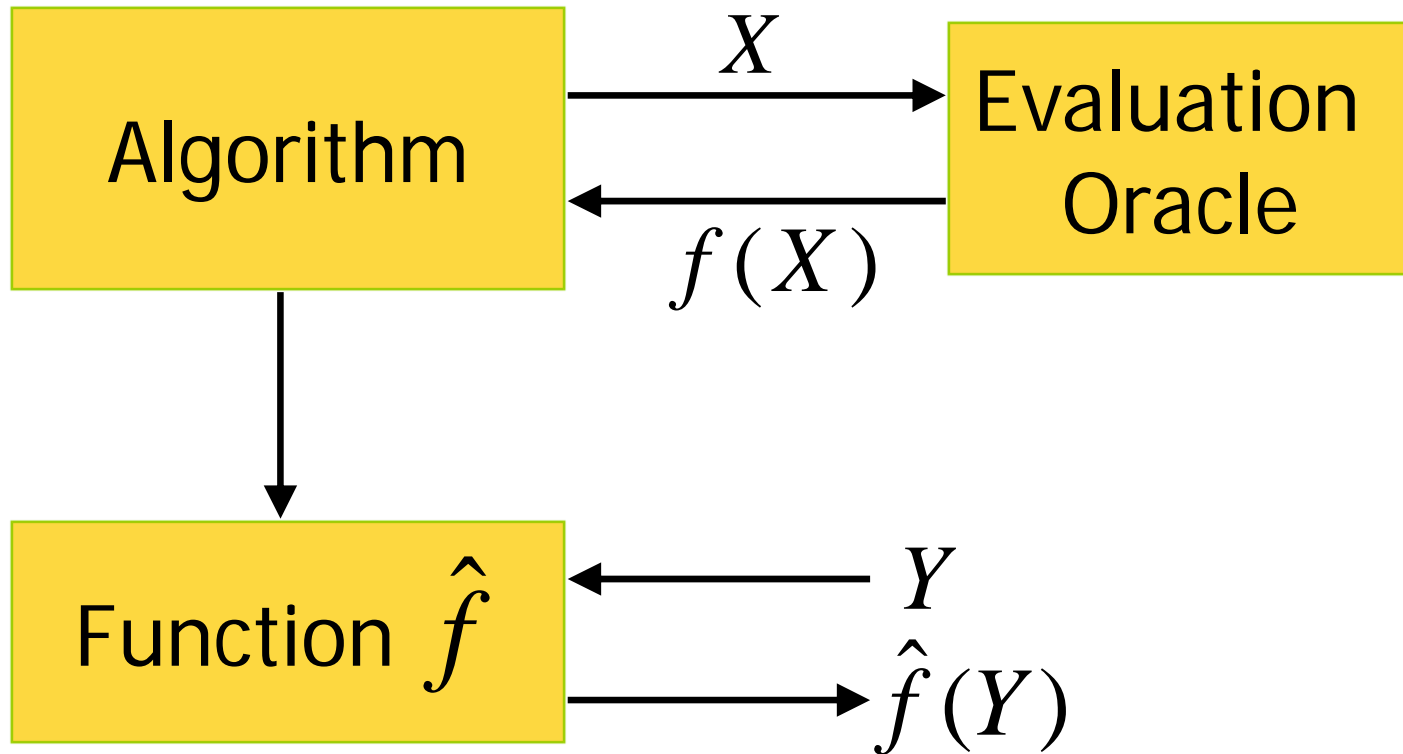 X
Algorithm
Evaluation
Oracle
f(X)
Function f̂
Y
f̂(Y)